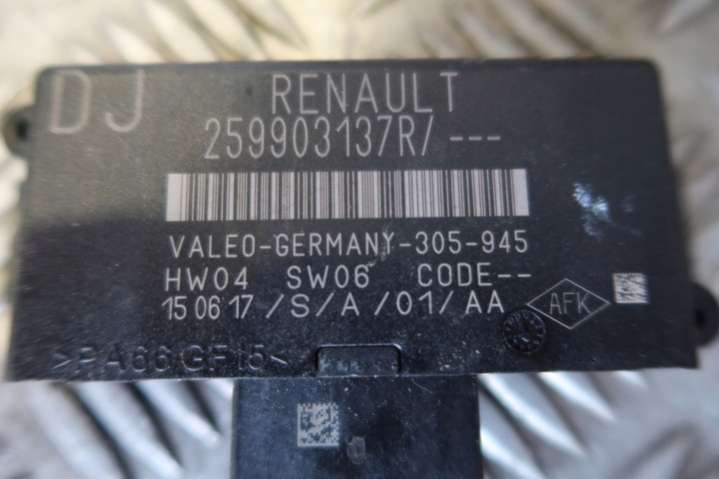 DJ RENAULT
259903137R/ ---
VALEO-GERMANY-305-945
HW04 SW06 CODE--
15 06 17 /S/A/01/AA AFK
>PA66GF15<